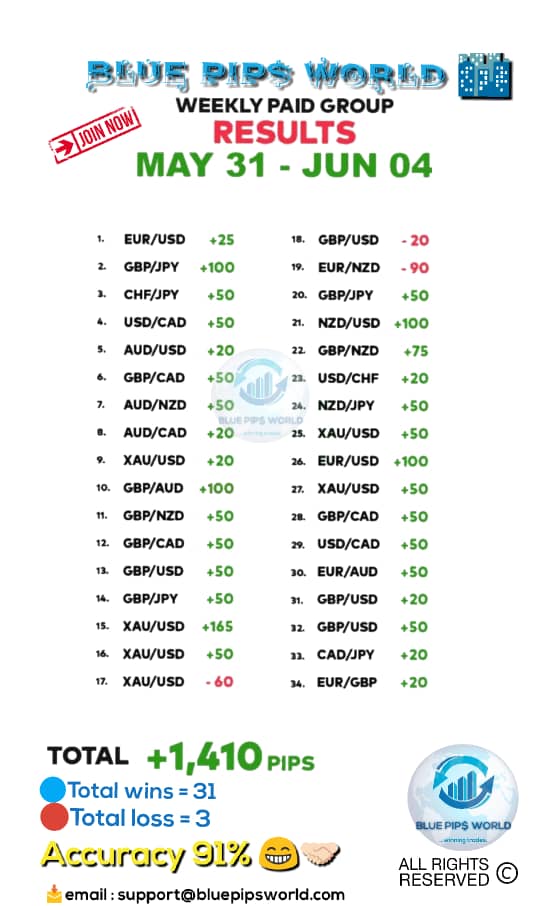 BLUE PIP$ WORLD
WEEKLY PAID GROUP
JOIN NOW
RESULTS
MAY 31 - JUN 04
1. EUR/USD +25
2. GBP/JPY +100
3. CHF/JPY +50
4. USD/CAD +50
5. AUD/USD +20
6. GBP/CAD +50
7. AUD/NZD +50
8. AUD/CAD +20
9. XAU/USD +20
10. GBP/AUD +100
11. GBP/NZD +50
12. GBP/CAD +50
13. GBP/USD +50
14. GBP/JPY +50
15. XAU/USD +165
16. XAU/USD +50
17. XAU/USD - 60
18. GBP/USD - 20
19. EUR/NZD - 90
20. GBP/JPY +50
21. NZD/USD +100
22. GBP/NZD +75
23. USD/CHF +20
24. NZD/JPY +50
25. XAU/USD +50
26. EUR/USD +100
27. XAU/USD +50
28. GBP/CAD +50
29. USD/CAD +50
30. EUR/AUD +50
31. GBP/USD +20
32. GBP/USD +50
33. CAD/JPY +20
34. EUR/GBP +20
BLUE PIP$ WORLD
... winning trades.
TOTAL +1,410 PIPS
Total wins = 31
Total loss = 3
Accuracy 91% 😁🤝🏻
📩 email : support@bluepipsworld.com
BLUE PIP$ WORLD
... winning trades.
ALL RIGHTS
RESERVED ©